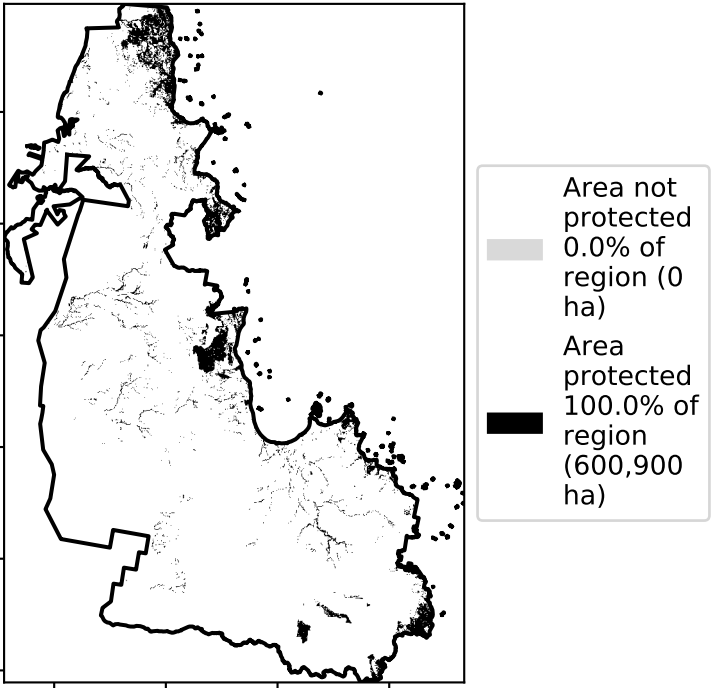 Area not
protected
0.0% of
region (0
ha)
Area
protected
100.0% of
region
(600,900
ha)